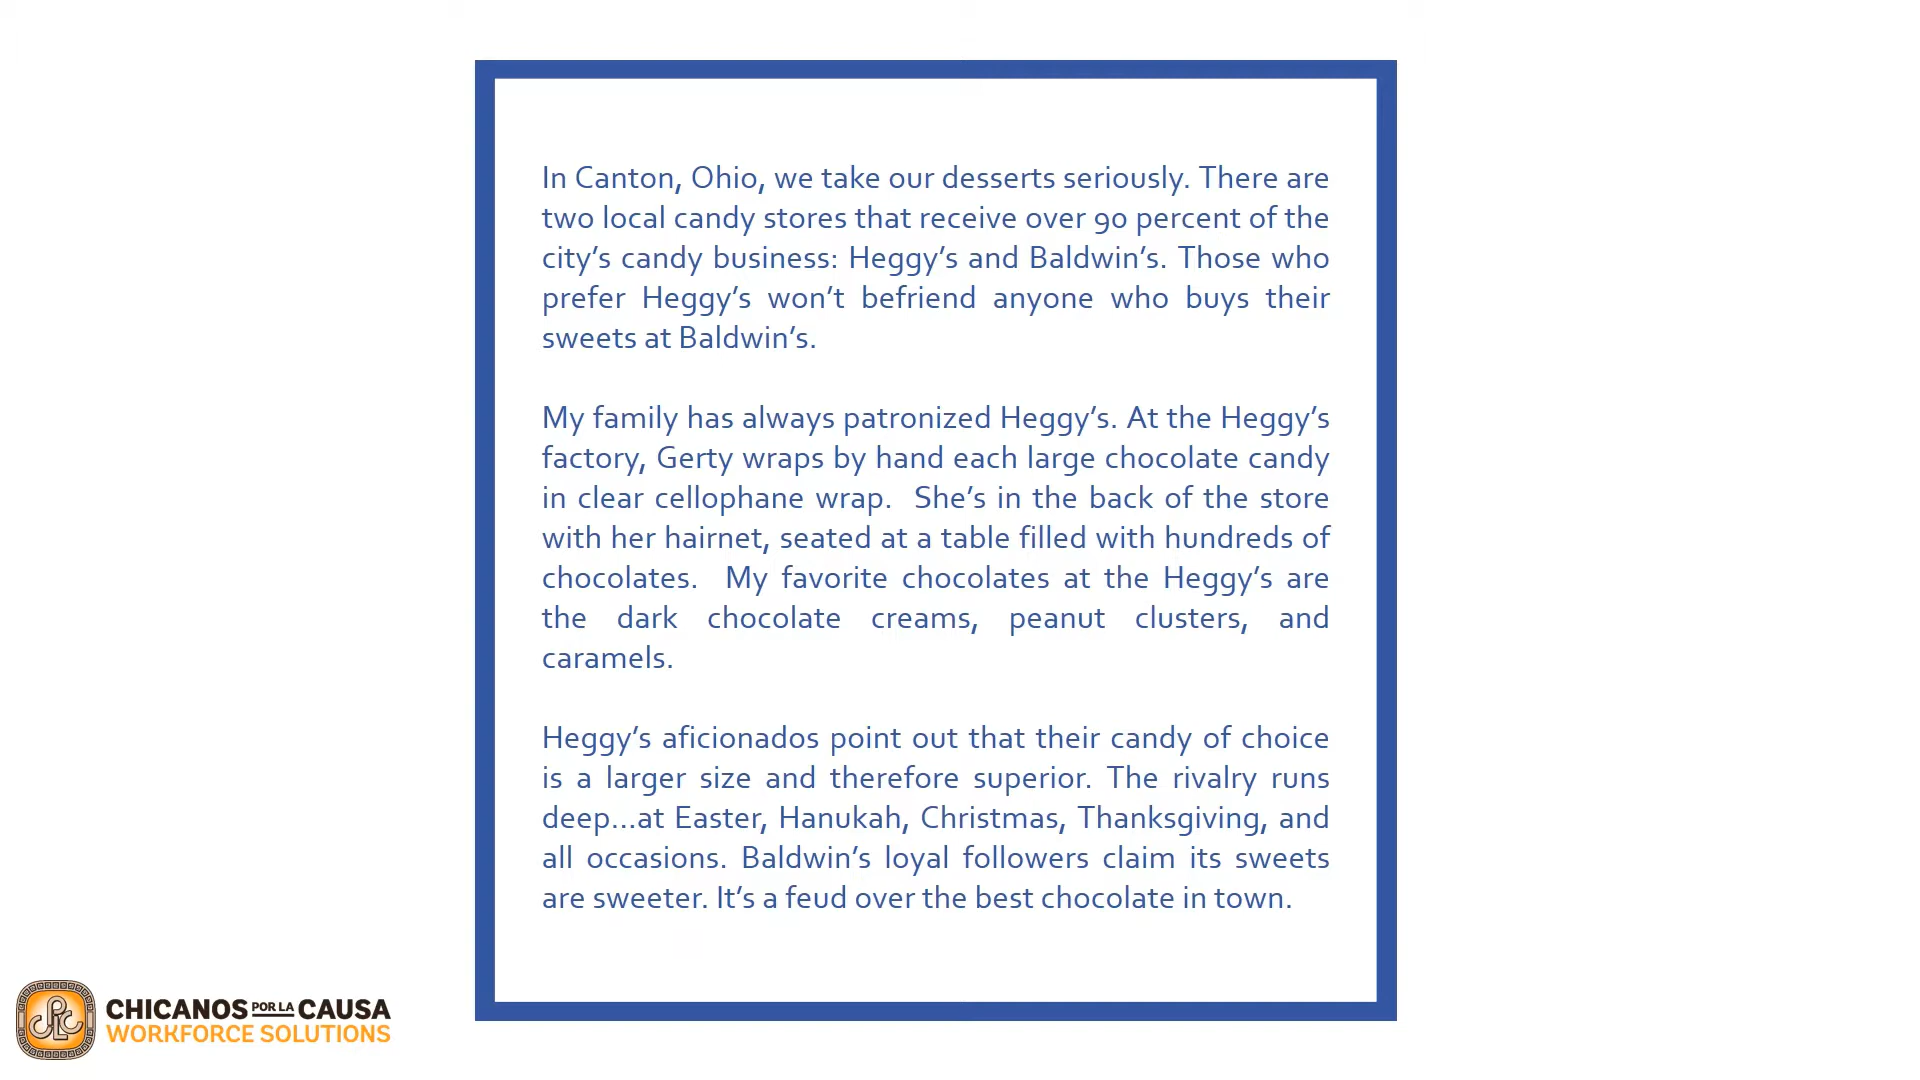 In Canton, Ohio, we take our desserts seriously. There are
two local candy stores that receive over 90 percent of the
city’s candy business: Heggy’s and Baldwin’s. Those who
prefer Heggy’s won’t befriend anyone who buys their
sweets at Baldwin’s.
My family has always patronized Heggy’s. At the Heggy’s
factory, Gerty wraps by hand each large chocolate candy
in clear cellophane wrap.  She’s in the back of the store
with her hairnet, seated at a table filled with hundreds of
chocolates.  My favorite chocolates at the Heggy’s are
the dark chocolate creams, peanut clusters, and
caramels.
Heggy’s aficionados point out that their candy of choice
is a larger size and therefore superior. The rivalry runs
deep...at Easter, Hanukah, Christmas, Thanksgiving, and
all occasions. Baldwin’s loyal followers claim its sweets
are sweeter. It’s a feud over the best chocolate in town.
CPLC
CHICANOS POR LA CAUSA
WORKFORCE SOLUTIONS